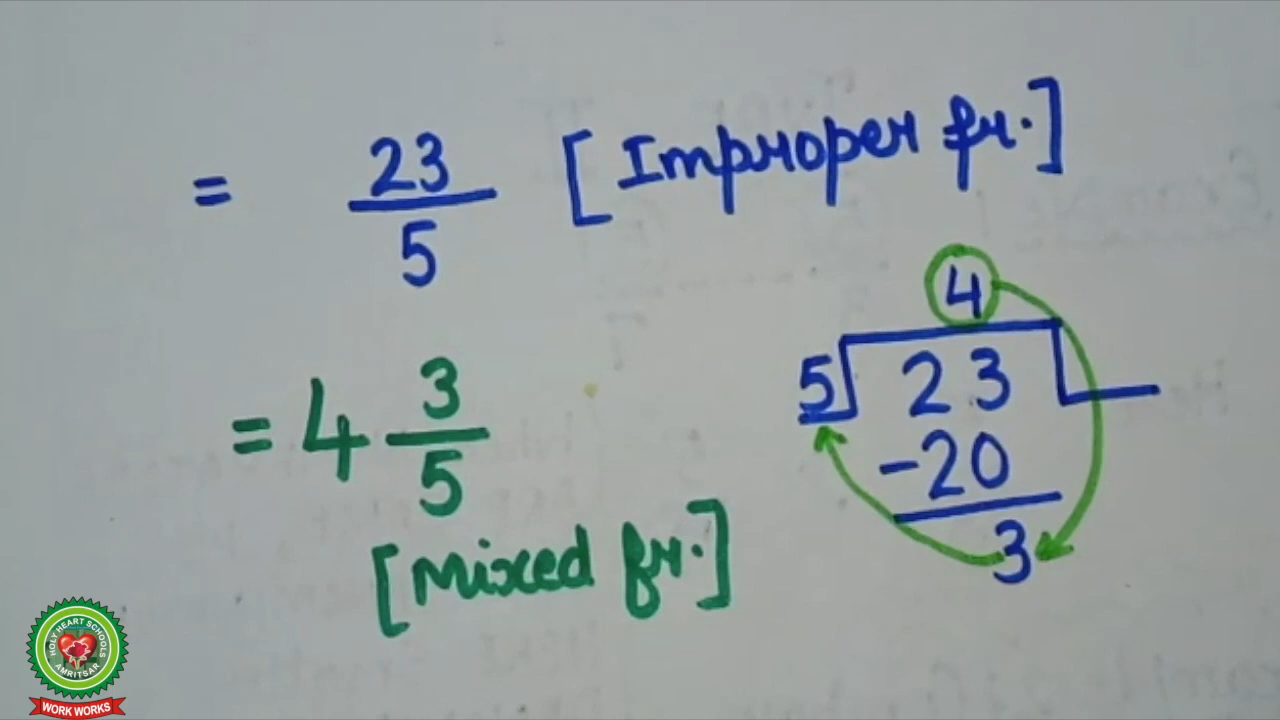 = 23/5 [Improper fr.]
= 4 3/5
[Mixed fr.]
4
5 23
-20
3
HOLY HEART SCHOOLS
AMRITSAR
WORK WORKS